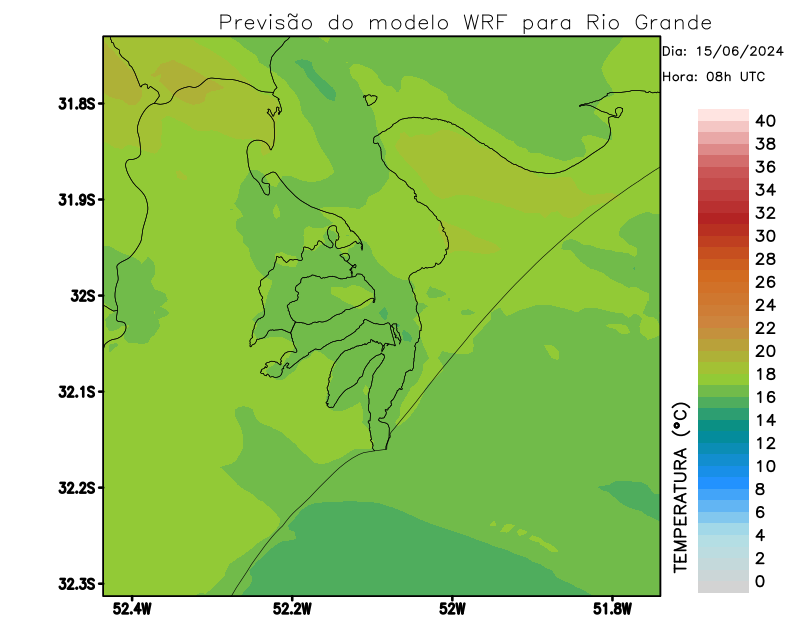 Previsão do modelo WRF para Rio Grande
Dia: 15/06/2024
Hora: 08h UTC
31.8S
31.9S
32S
32.1S
32.2S
32.3S
52.4W
52.2W
52W
51.8W
TEMPERATURA (°C)
40
38
36
34
32
30
28
26
24
22
20
18
16
14
12
10
8
6
4
2
0